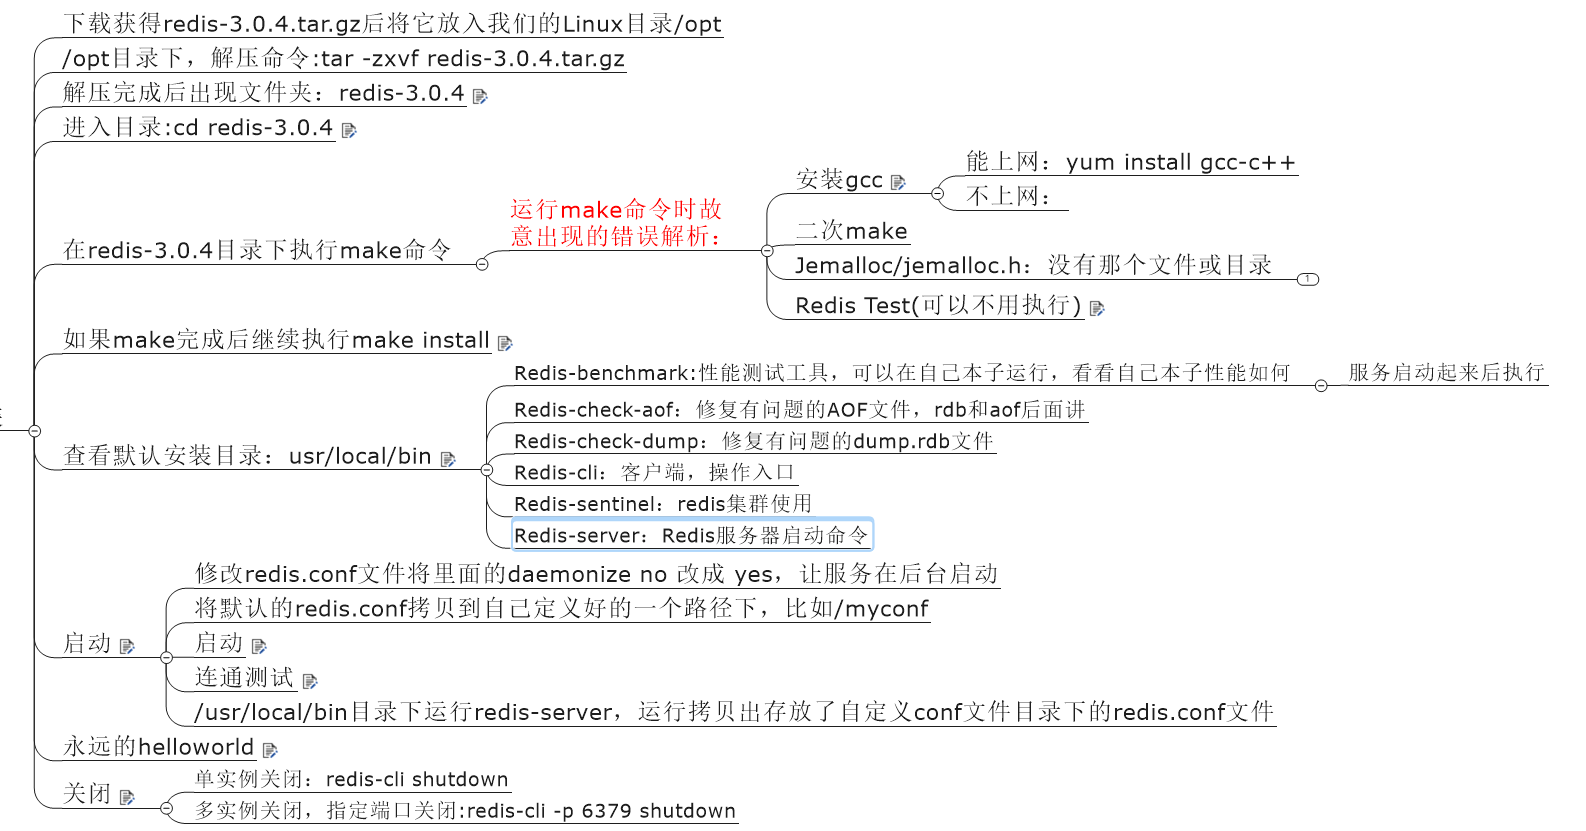 下载获得redis-3.0.4.tar.gz后将它放入我们的Linux目录/opt
/opt目录下，解压命令:tar -zxvf redis-3.0.4.tar.gz
解压完成后出现文件夹：redis-3.0.4
进入目录:cd redis-3.0.4
在redis-3.0.4目录下执行make命令
运行make命令时故
意出现的错误解析：
安装gcc
能上网：yum install gcc-c++
不上网：
二次make
Jemalloc/jemalloc.h：没有那个文件或目录
1
Redis Test(可以不用执行)
如果make完成后继续执行make install
查看默认安装目录：usr/local/bin
Redis-benchmark:性能测试工具，可以在自己本子运行，看看自己本子性能如何
服务启动起来后执行
Redis-check-aof：修复有问题的AOF文件，rdb和aof后面讲
Redis-check-dump：修复有问题的dump.rdb文件
Redis-cli：客户端，操作入口
Redis-sentinel：redis集群使用
Redis-server：Redis服务器启动命令
启动
修改redis.conf文件将里面的daemonize no 改成 yes，让服务在后台启动
将默认的redis.conf拷贝到自己定义好的一个路径下，比如/myconf
启动
连通测试
/usr/local/bin目录下运行redis-server，运行拷贝出存放了自定义conf文件目录下的redis.conf文件
永远的helloworld
关闭
单实例关闭：redis-cli shutdown
多实例关闭，指定端口关闭:redis-cli -p 6379 shutdown